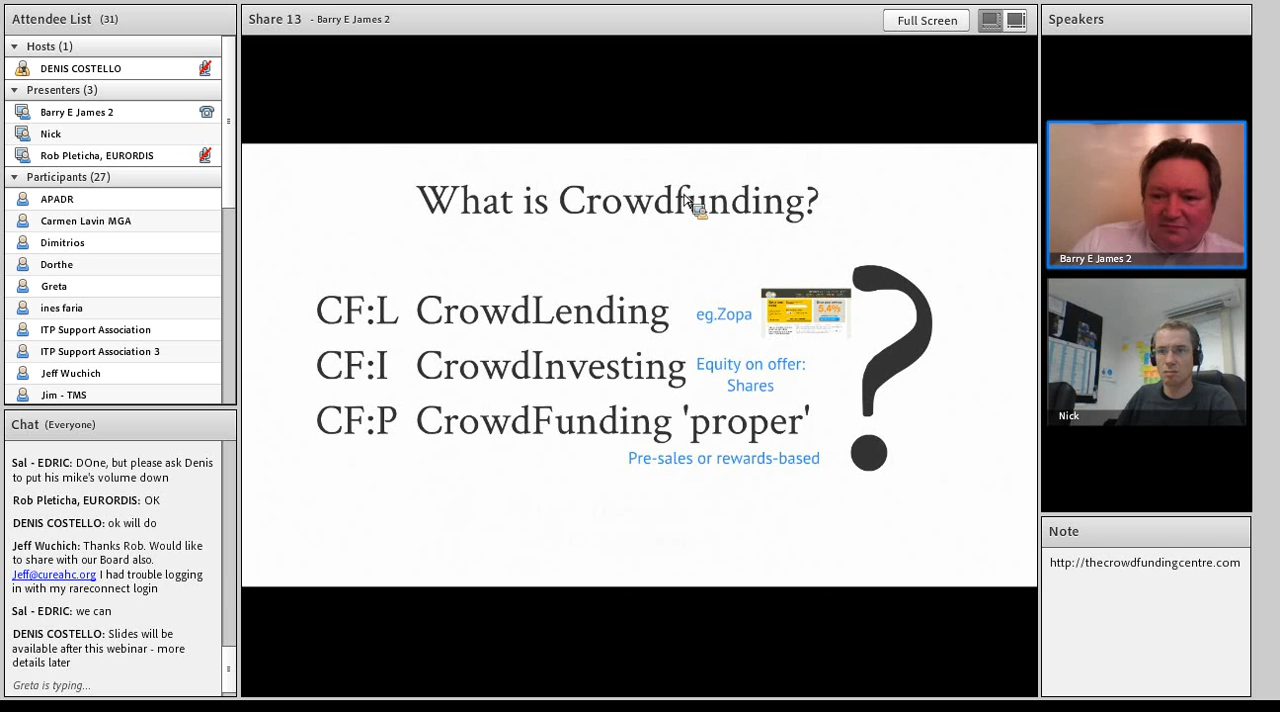 Attendee List (31)
Hosts (1)
DENIS COSTELLO
Presenters (3)
Barry E James 2
Nick
Rob Pleticha, EURORDIS
Participants (27)
APADR
Carmen Lavin MGA
Dimitrios
Dorthe
Greta
ines faria
ITP Support Association
ITP Support Association 3
Jeff Wuchich
Jim - TMS
Chat (Everyone)
Sal - EDRIC: DOne, but please ask Denis
to put his mike's volume down
Rob Pleticha, EURORDIS: OK
DENIS COSTELLO: ok will do
Jeff Wuchich: Thanks Rob. Would like
to share with our Board also.
Jeff@cureahc.org I had trouble logging
in with my rareconnect login
Sal - EDRIC: we can
DENIS COSTELLO: Slides will be
available after this webinar - more
details later
Greta is typing...
Share 13 - Barry E James 2
Full Screen
What is Crowdfunding?
CF:L CrowdLending eg.Zopa
5.4%
CF:I CrowdInvesting Equity on offer:
Shares
CF:P CrowdFunding 'proper'
Pre-sales or rewards-based
?
Speakers
Barry E James 2
Nick
Note
http://thecrowdfundingcentre.com